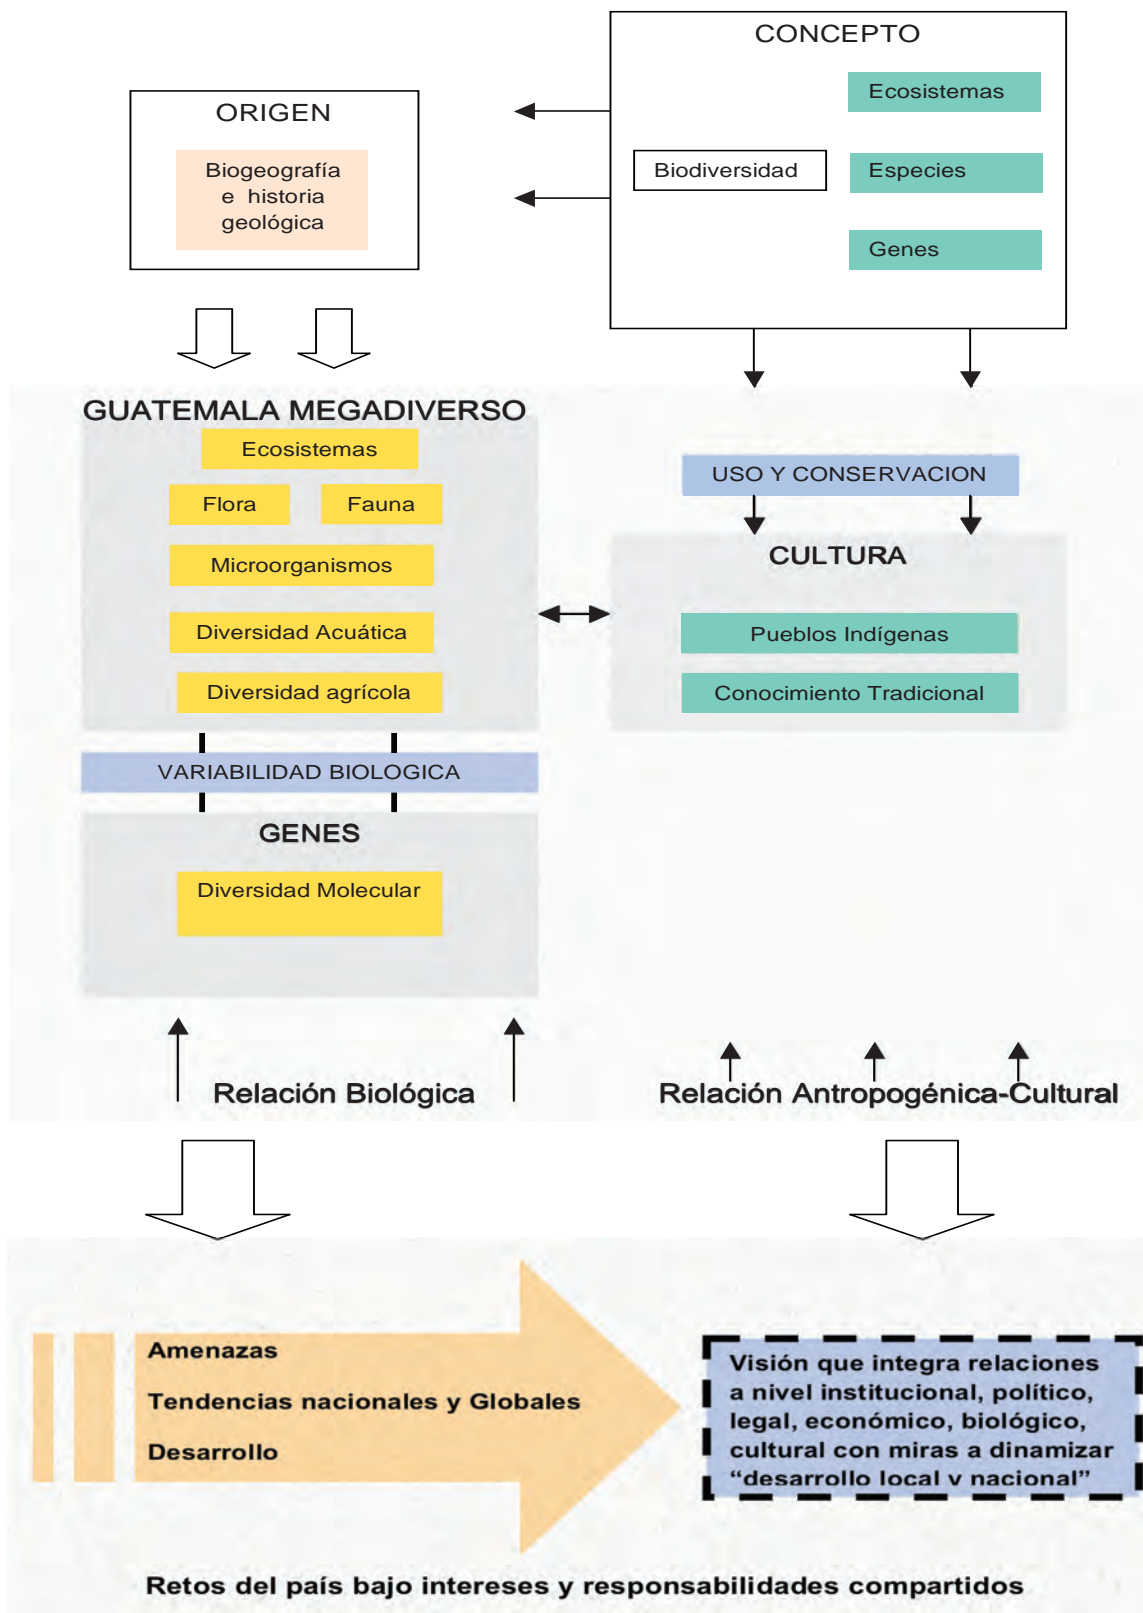 CONCEPTO
Ecosistemas
Biodiversidad
Especies
Genes
ORIGEN
Biogeografía
e historia
geológica
GUATEMALA MEGADIVERSO
Ecosistemas
Flora
Fauna
Microorganismos
Diversidad Acuática
Diversidad agrícola
VARIABILIDAD BIOLOGICA
GENES
Diversidad Molecular
Relación Biológica
USO Y CONSERVACION
CULTURA
Pueblos Indígenas
Conocimiento Tradicional
Relación Antropogénica-Cultural
Amenazas
Tendencias nacionales y Globales
Desarrollo
Visión que integra relaciones
a nivel institucional, político,
legal, económico, biológico,
cultural con miras a dinamizar
“desarrollo local y nacional”
Retos del país bajo intereses y responsabilidades compartidos